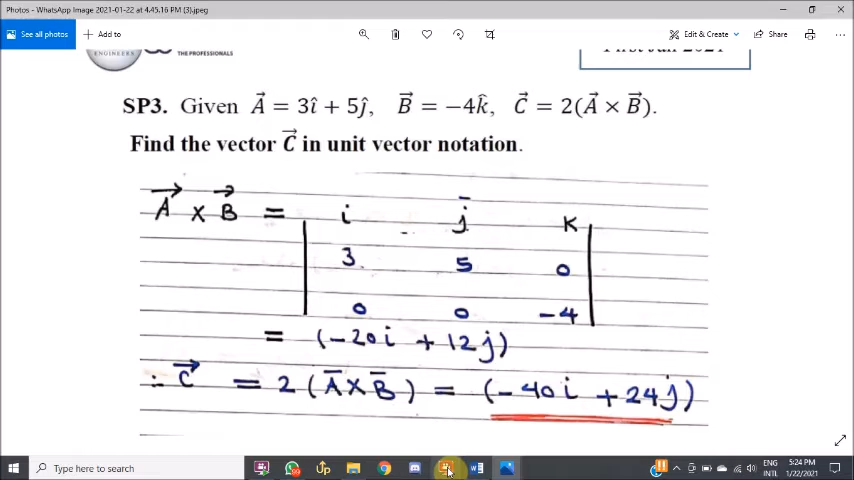 Photos - WhatsApp Image 2021-01-22 at 4.45.16 PM (3).jpeg
See all photos
Add to
Edit & Create
Share
ENGINEERS
THE PROFESSIONALS
SP3. Given A⃗ = 3î + 5ĵ, B⃗ = −4k̂, C⃗ = 2(A⃗ × B⃗).
Find the vector C⃗ in unit vector notation.
A⃗ × B⃗ = | i j̄ k
3 5 0
0 0 −4 |
= (−20i + 12j)
∴ C⃗ = 2(A̅ × B̅) = (−40i + 24j)
Type here to search
ENG
INTL
5:24 PM
1/22/2021